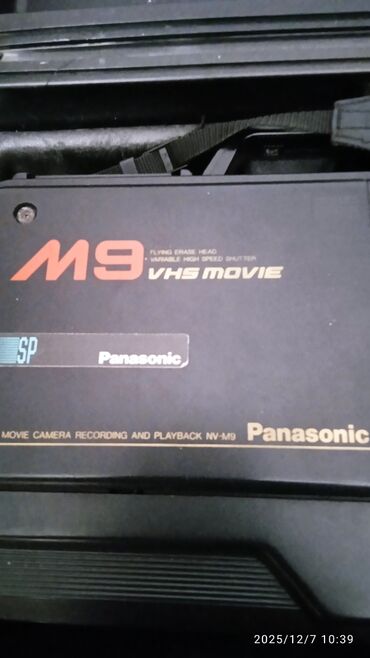 M9
FLYING ERASE HEAD
• VARIABLE HIGH SPEED SHUTTER
VHS MOVIE
SP
Panasonic
MOVIE CAMERA RECORDING AND PLAYBACK NV-M9 Panasonic
2025/12/7 10:39